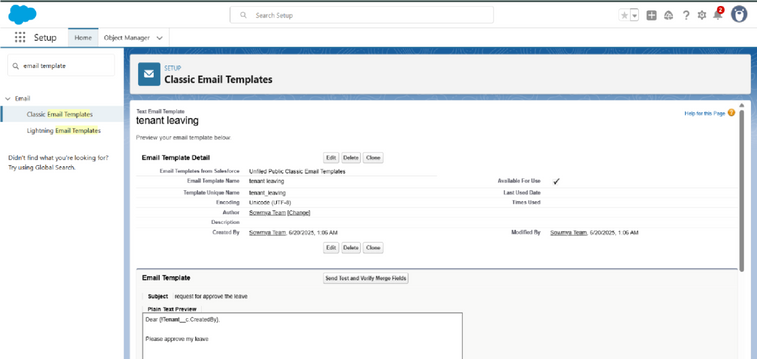 Search Setup
2
Setup
Home
Object Manager
email template
Email
Classic Email Templates
Lightning Email Templates
Didn't find what you're looking for?
Try using Global Search.
SETUP
Classic Email Templates
Text Email Template
tenant leaving
Help for this Page
Preview your email template below.
Email Template Detail
Edit Delete Clone
Email Templates from Salesforce Unfiled Public Classic Email Templates
Email Template Name tenant leaving Available For Use ✓
Template Unique Name tenant_leaving Last Used Date
Encoding Unicode (UTF-8) Times Used
Author Sowmya Team [Change]
Description
Created By Sowmya Team, 6/20/2025, 1:06 AM Modified By Sowmya Team, 6/20/2025, 1:06 AM
Edit Delete Clone
Email Template
Send Test and Verify Merge Fields
Subject request for approve the leave
Plain Text Preview
Dear {!Tenant__c.CreatedBy},
Please approve my leave